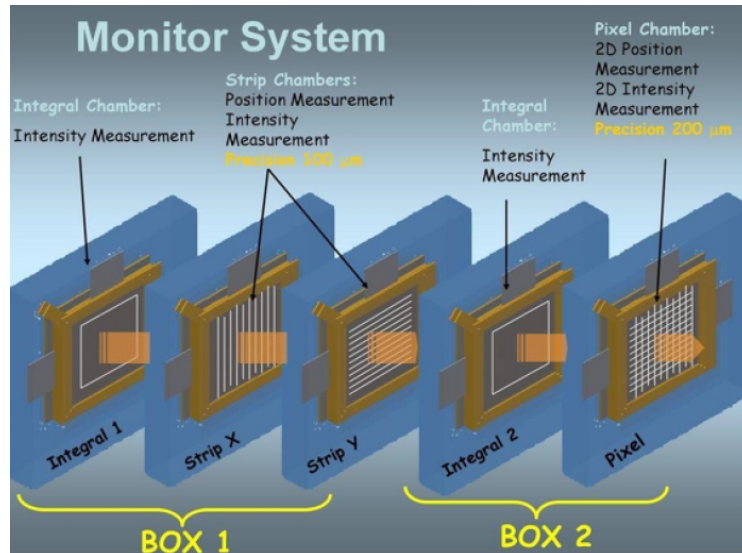 Monitor System
Integral Chamber:
Intensity Measurement
Strip Chambers:
Position Measurement
Intensity
Measurement
Precision 100 μm
Integral
Chamber:
Intensity
Measurement
Pixel Chamber:
2D Position
Measurement
2D Intensity
Measurement
Precision 200 μm
Integral 1
Strip X
Strip Y
Integral 2
Pixel
BOX 1
BOX 2